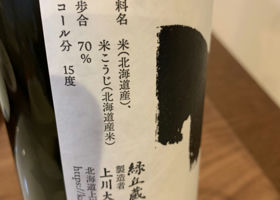 料名 米(北海道産)、
米こうじ(北海道産米)
歩合 70%
コール分 15度
緑丘蔵
製造者
上川大
北海道上
https://k